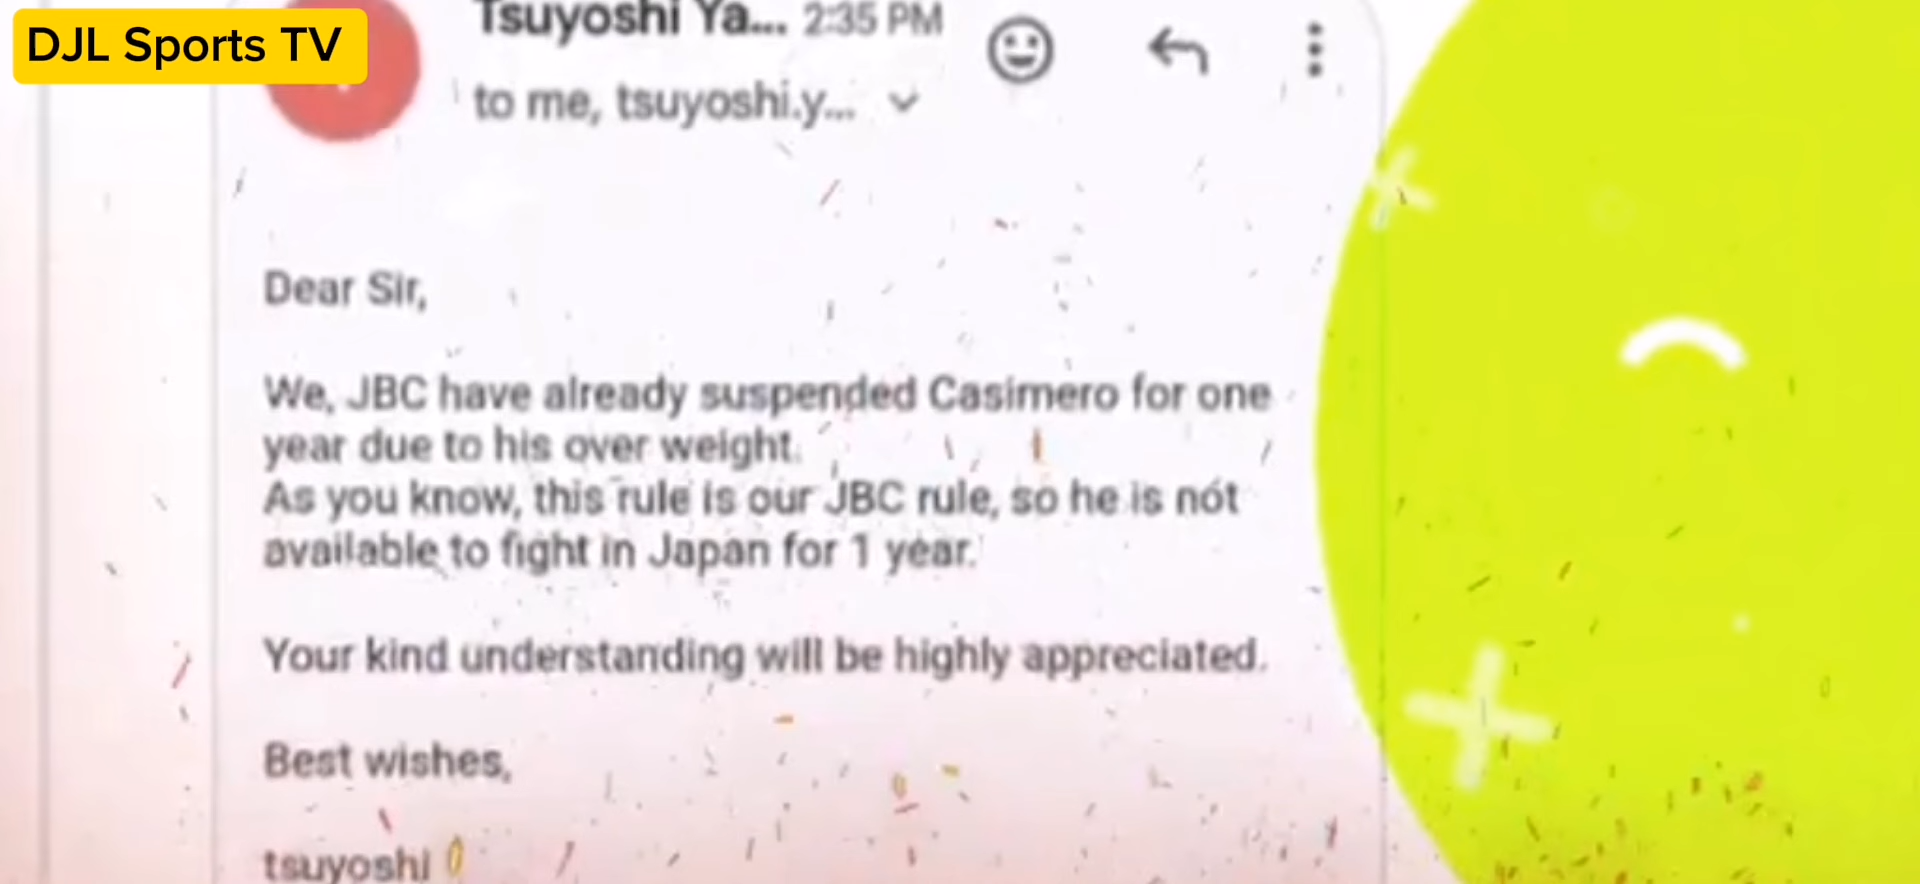 DJL Sports TV
Tsuyoshi Ya... 2:35 PM
to me, tsuyoshi.y...
Dear Sir,
We, JBC have already suspended Casimero for one
year due to his over weight.
As you know, this rule is our JBC rule, so he is not
available to fight in Japan for 1 year.
Your kind understanding will be highly appreciated.
Best wishes,
tsuyoshi